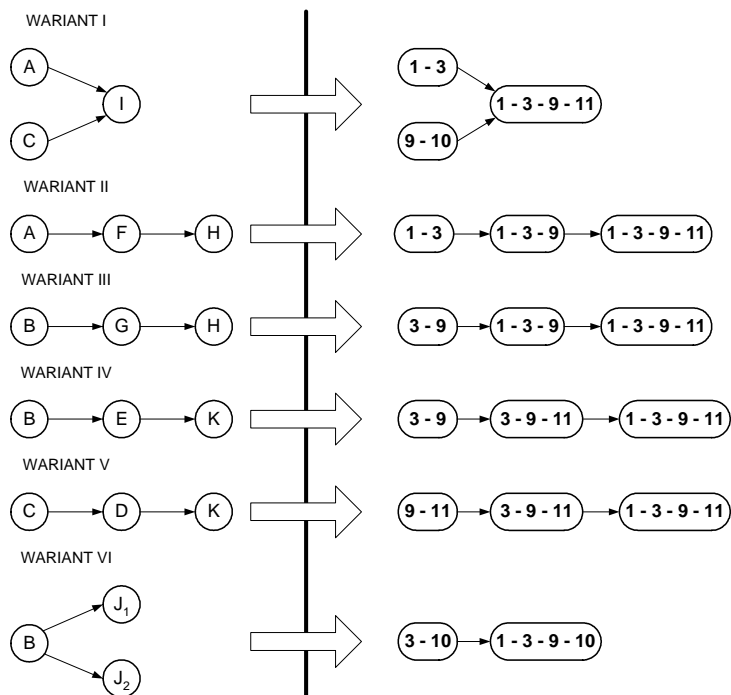 WARIANT I
A
I
C
1 - 3
1 - 3 - 9 - 11
9 - 10
WARIANT II
A F H 1 - 3 1 - 3 - 9 1 - 3 - 9 - 11
WARIANT III
B G H 3 - 9 1 - 3 - 9 1 - 3 - 9 - 11
WARIANT IV
B E K 3 - 9 3 - 9 - 11 1 - 3 - 9 - 11
WARIANT V
C D K 9 - 11 3 - 9 - 11 1 - 3 - 9 - 11
WARIANT VI
J1
B
J2
3 - 10 1 - 3 - 9 - 10